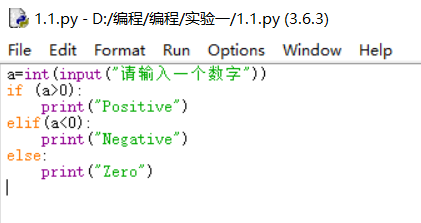 1.1.py - D:/编程/编程/实验一/1.1.py (3.6.3)
File Edit Format Run Options Window Help
a=int(input("请输入一个数字"))
if (a>0):
    print("Positive")
elif(a<0):
    print("Negative")
else:
    print("Zero")